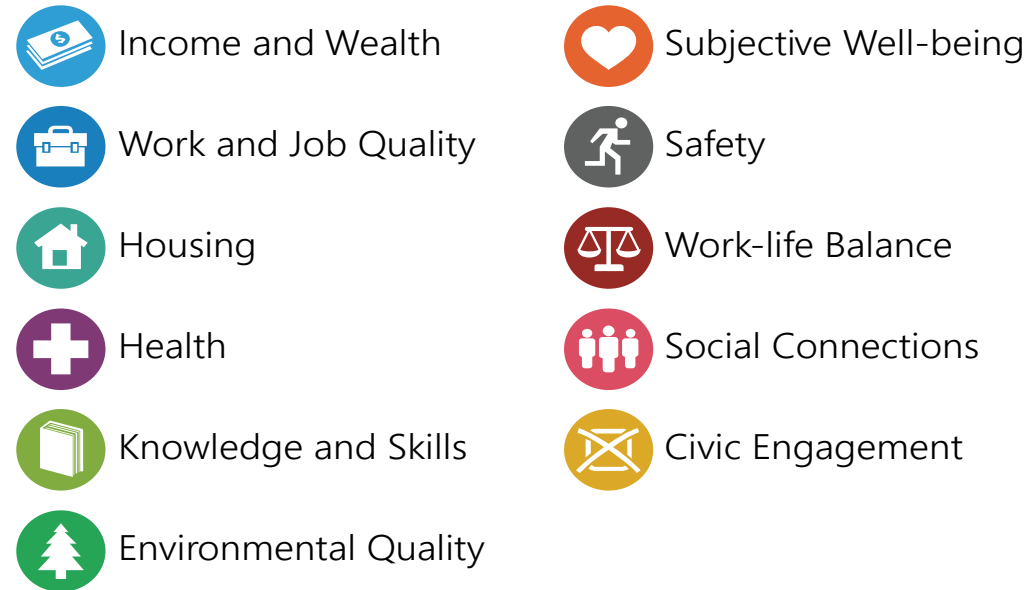 Income and Wealth
Work and Job Quality
Housing
Health
Knowledge and Skills
Environmental Quality
Subjective Well-being
Safety
Work-life Balance
Social Connections
Civic Engagement